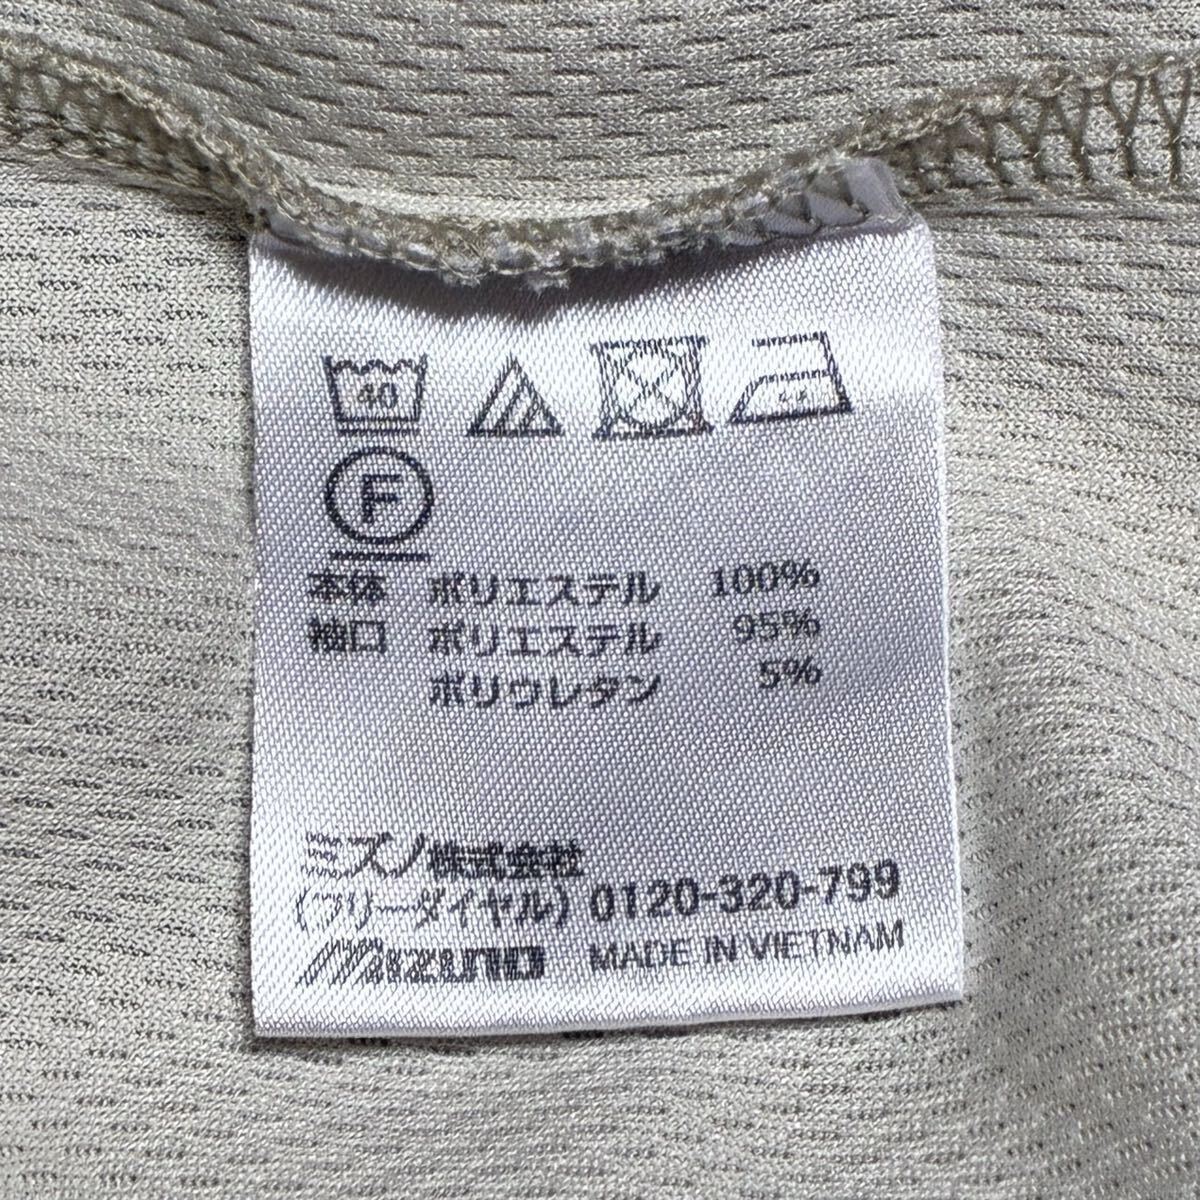 40
F
本体 ポリエステル 100%
袖口 ポリエステル 95%
ポリウレタン 5%
ミズノ株式会社
(フリーダイヤル) 0120-320-799
MIZUNO MADE IN VIETNAM